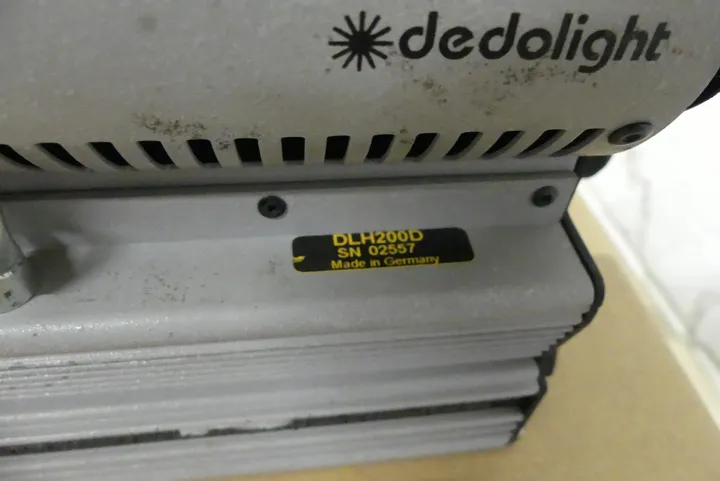 dedolight
DLH200D
SN 02557
Made in Germany